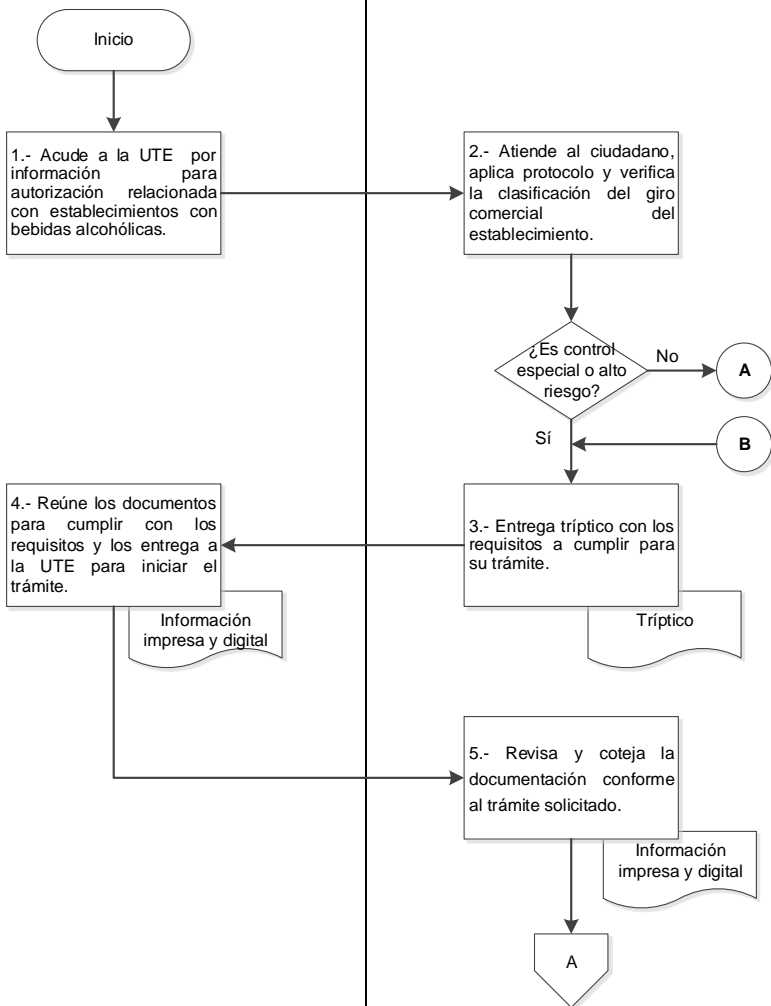 Inicio
1.- Acude a la UTE por
información para
autorización relacionada
con establecimientos con
bebidas alcohólicas.
2.- Atiende al ciudadano,
aplica protocolo y verifica
la clasificación del giro
comercial del
establecimiento.
¿Es control
especial o alto
riesgo?
No
A
Sí
B
3.- Entrega tríptico con los
requisitos a cumplir para
su trámite.
Tríptico
4.- Reúne los documentos
para cumplir con los
requisitos y los entrega a
la UTE para iniciar el
trámite.
Información
impresa y digital
5.- Revisa y coteja la
documentación conforme
al trámite solicitado.
Información
impresa y digital
A